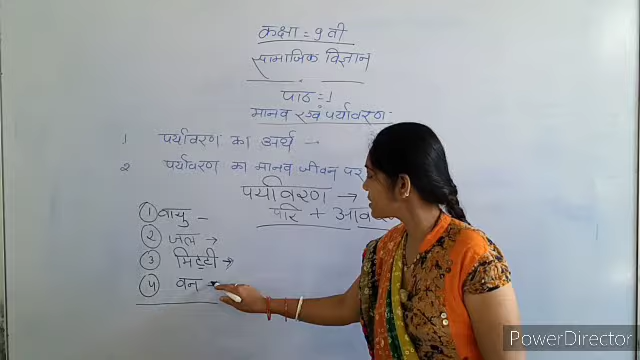 कक्षा = 9 वी
सामाजिक विज्ञान
पाठ = 1
मानव एवं पर्यावरण
1 पर्यावरण का अर्थ →
2 पर्यावरण का मानव जीवन पर
पर्यावरण →
परि + आव
① वायु –
② जल →
③ मिट्टी →
④ वन →
PowerDirector